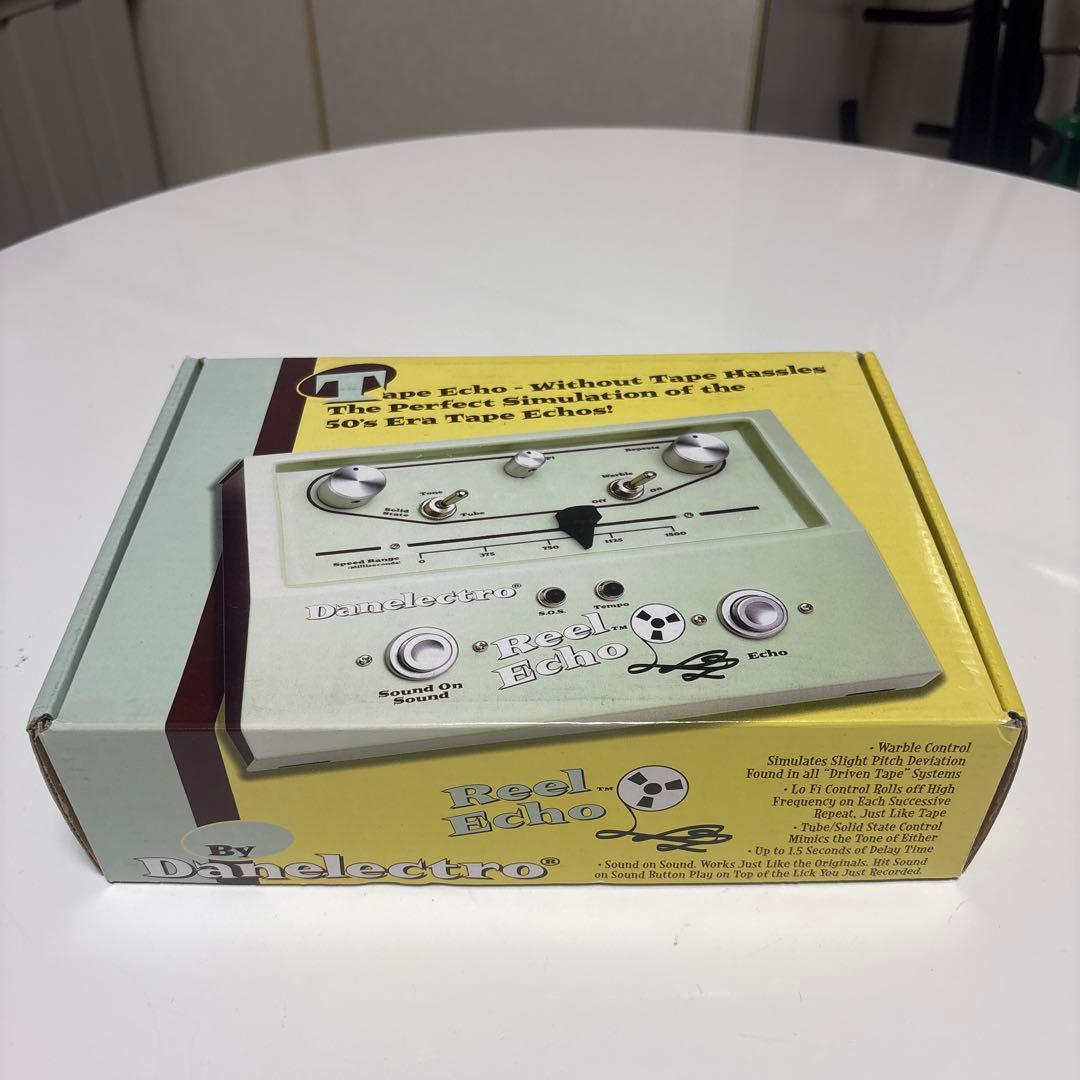 Tape Echo - Without Tape Hassles
The Perfect Simulation of the
50's Era Tape Echos!
Repeats
Tone
Solid
State
Tube
Warble
Off
On
Speed Range
(Milliseconds)
0
375
750
1125
1500
Danelectro®
S.O.S.
Tempo
Reel™
Echo
Sound On
Sound
Echo
Reel™
Echo
By
Danelectro®
· Warble Control
Simulates Slight Pitch Deviation
Found in all "Driven Tape" Systems
· Lo Fi Control Rolls off High
Frequency on Each Successive
Repeat, Just Like Tape
· Tube/Solid State Control
Mimics the Tone of Either
· Up to 1.5 Seconds of Delay Time
· Sound on Sound. Works Just Like the Originals. Hit Sound
on Sound Button Play on Top of the Lick You Just Recorded.